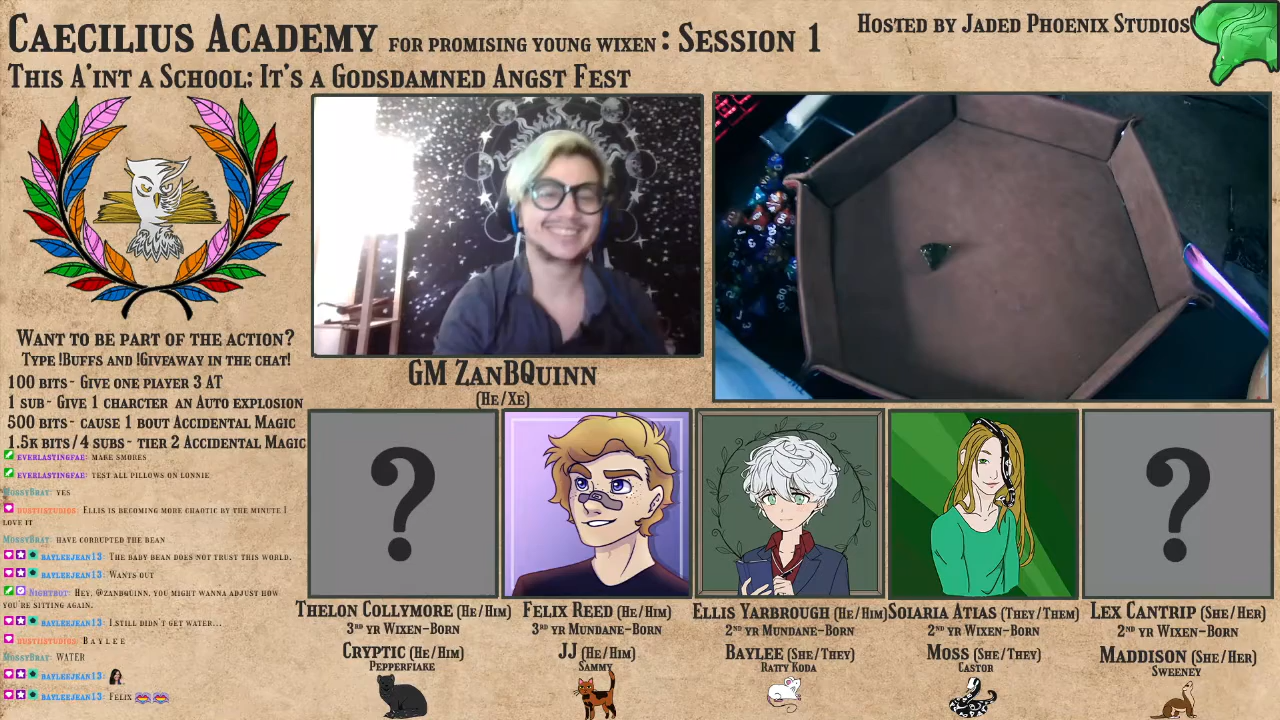 Caecilius Academy for promising young wixen: Session 1
Hosted by Jaded Phoenix Studios
This A'int a School; It's a Godsdamned Angst Fest
Want to be part of the action?
Type !Buffs and !Giveaway in the chat!
100 bits - Give one player 3 AT
1 sub - Give 1 charcter an Auto explosion
500 bits - cause 1 bout Accidental Magic
1.5k bits/4 subs - tier 2 Accidental Magic
everlastingfae: make smores
everlastingfae: test all pillows on lonnie
MossyBray: yes
dustiistudios: Ellis is becoming more chaotic by the minute I
love it
MossyBray: have corrupted the bean
bayleejean13: The baby bean does not trust this world.
bayleejean13: Wants out
Nightbot: Hey, @zanbquinn, you might wanna adjust how
you're sitting again.
bayleejean13: I still didn't get water...
dustiistudios: B a y l e e
MossyBray: WATER
bayleejean13:
bayleejean13: Felix
GM ZanBQuinn
(He/Xe)
Thelon Collymore (He/Him)
3rd yr Wixen-Born
Cryptic (He/Him)
Pepperflake
Felix Reed (He/Him)
3rd yr Mundane-Born
JJ (He/Him)
Sammy
Ellis Yarbrough (He/Him)
2nd yr Mundane-Born
Baylee (She/They)
Ratty Koda
Solaria Atlas (They/Them)
2nd yr Wixen-Born
Moss (She/They)
Castor
Lex Cantrip (She/Her)
2nd yr Wixen-Born
Maddison (She/Her)
Sweeney